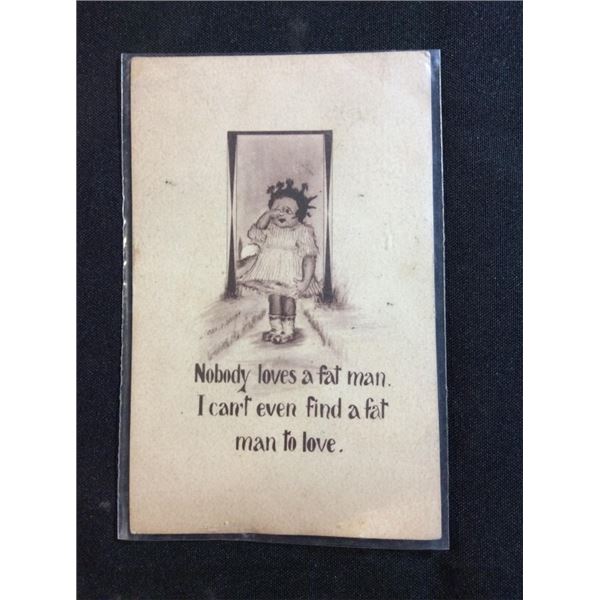 Nobody loves a fat man.
I can't even find a fat
man to love.